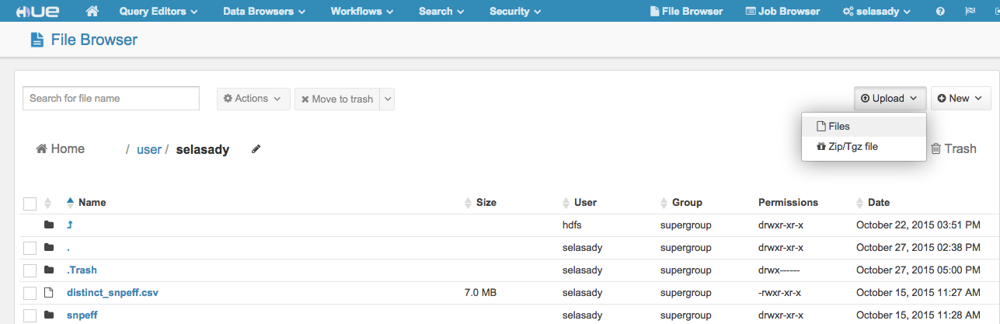 HUE Query Editors Data Browsers Workflows Search Security File Browser Job Browser selasady
File Browser
Search for file name Actions Move to trash Upload New
Files
Zip/Tgz file
Home / user / selasady Trash
Name Size User Group Permissions Date
hdfs supergroup drwxr-xr-x October 22, 2015 03:51 PM
. selasady supergroup drwxr-xr-x October 27, 2015 02:38 PM
.Trash selasady supergroup drwx------ October 27, 2015 05:00 PM
distinct_snpeff.csv 7.0 MB selasady supergroup -rwxr-xr-x October 15, 2015 11:27 AM
snpeff selasady supergroup drwxr-xr-x October 15, 2015 11:28 AM